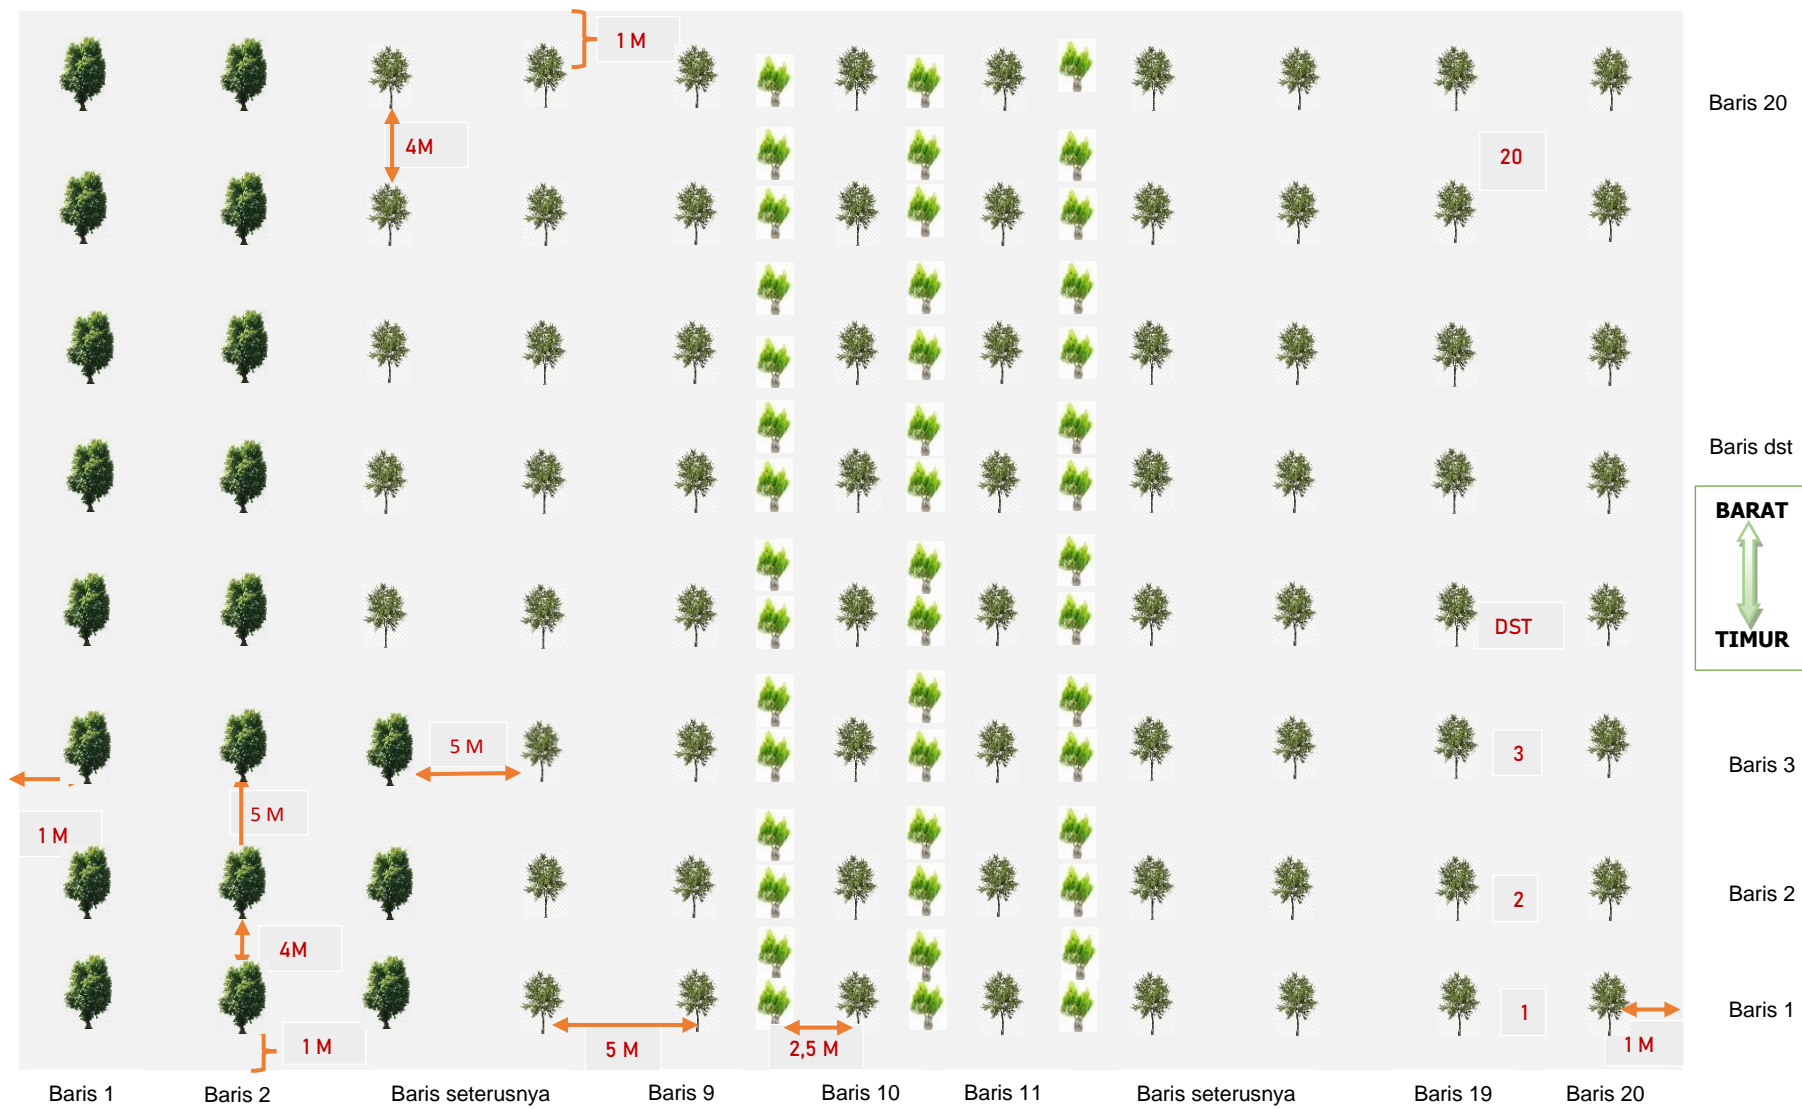 1 M
Baris 20
4M
20
Baris dst
BARAT
TIMUR
DST
5 M
3
Baris 3
5 M
1 M
2
Baris 2
4M
1
Baris 1
1 M
5 M
2,5 M
1 M
Baris 1
Baris 2
Baris seterusnya
Baris 9
Baris 10
Baris 11
Baris seterusnya
Baris 19
Baris 20